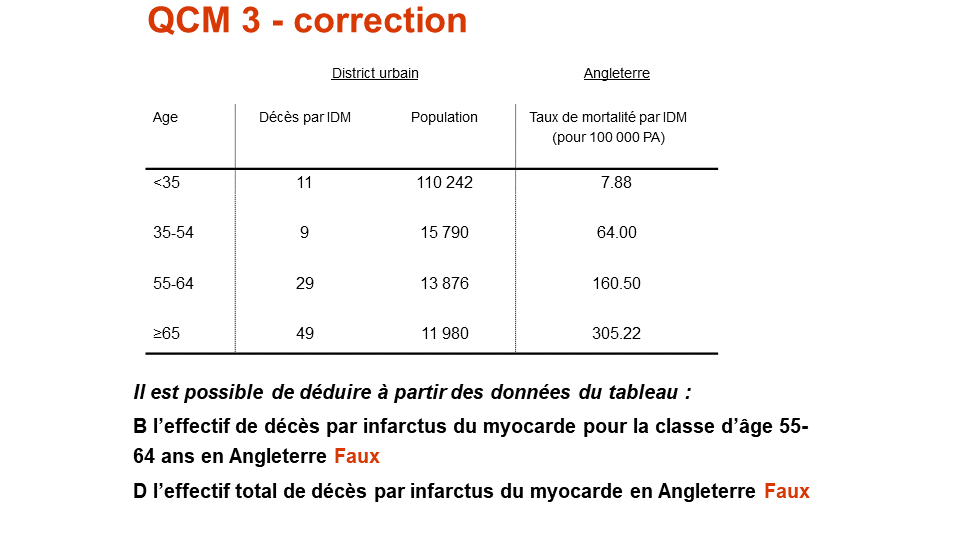 QCM 3 - correction
District urbain Angleterre
Age Décès par IDM Population Taux de mortalité par IDM
(pour 100 000 PA)
<35 11 110 242 7.88
35-54 9 15 790 64.00
55-64 29 13 876 160.50
≥65 49 11 980 305.22
Il est possible de déduire à partir des données du tableau :
B l’effectif de décès par infarctus du myocarde pour la classe d’âge 55-
64 ans en Angleterre Faux
D l’effectif total de décès par infarctus du myocarde en Angleterre Faux